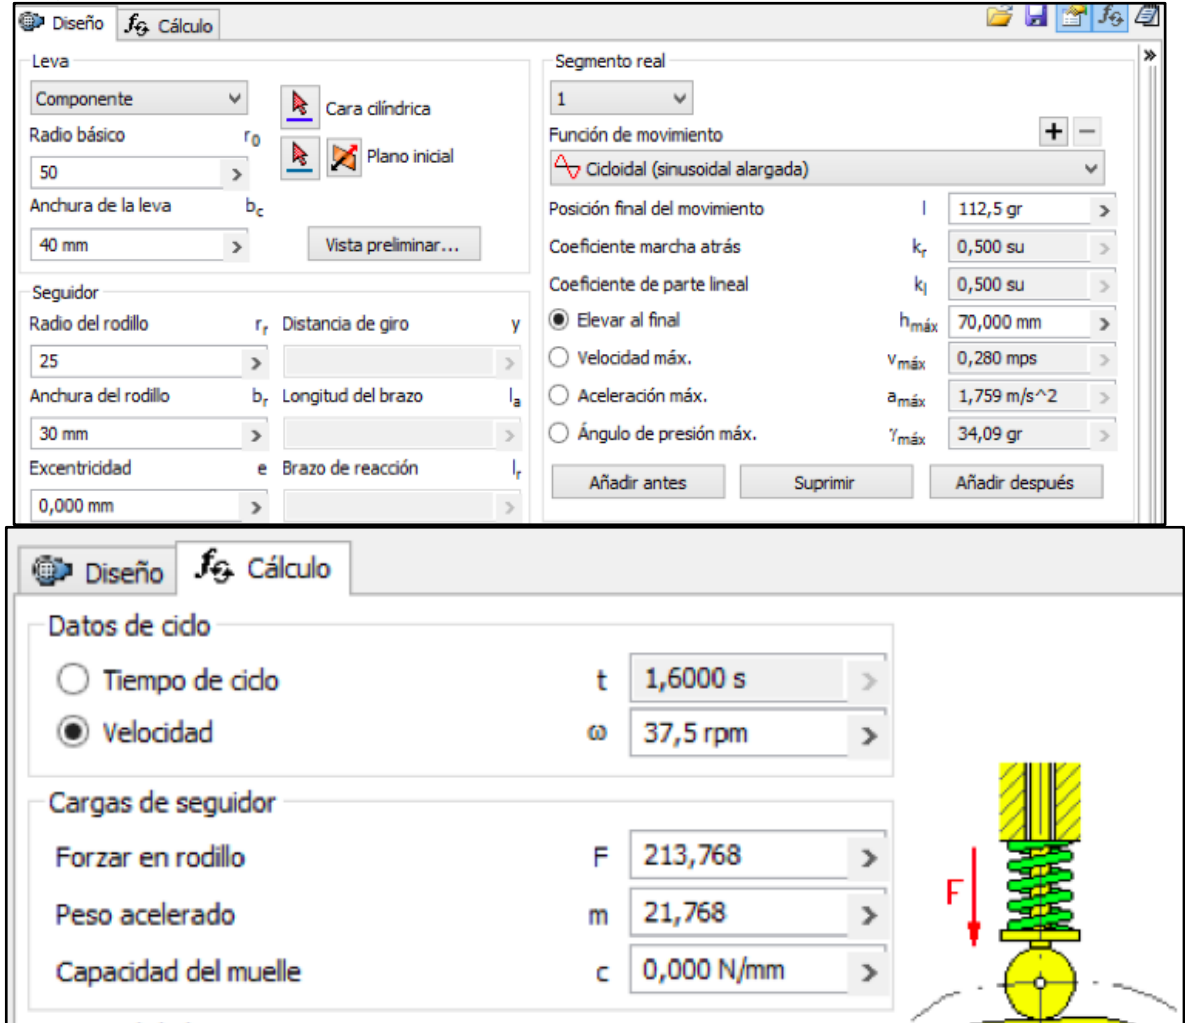 Diseño
Cálculo
Leva
Componente
Cara cilíndrica
Radio básico r0
Plano inicial
50
Anchura de la leva bc
40 mm
Vista preliminar...
Seguidor
Radio del rodillo rr Distancia de giro y
25
Anchura del rodillo br Longitud del brazo la
30 mm
Excentricidad e Brazo de reacción lr
0,000 mm
Segmento real
1
Función de movimiento
Cicloidal (sinusoidal alargada)
Posición final del movimiento l 112,5 gr
Coeficiente marcha atrás kr 0,500 su
Coeficiente de parte lineal kl 0,500 su
Elevar al final hmáx 70,000 mm
Velocidad máx. vmáx 0,280 mps
Aceleración máx. amáx 1,759 m/s^2
Ángulo de presión máx. γmáx 34,09 gr
Añadir antes Suprimir Añadir después
Diseño
Cálculo
Datos de ciclo
Tiempo de ciclo t 1,6000 s
Velocidad ω 37,5 rpm
Cargas de seguidor
Forzar en rodillo F 213,768
Peso acelerado m 21,768
Capacidad del muelle c 0,000 N/mm
F